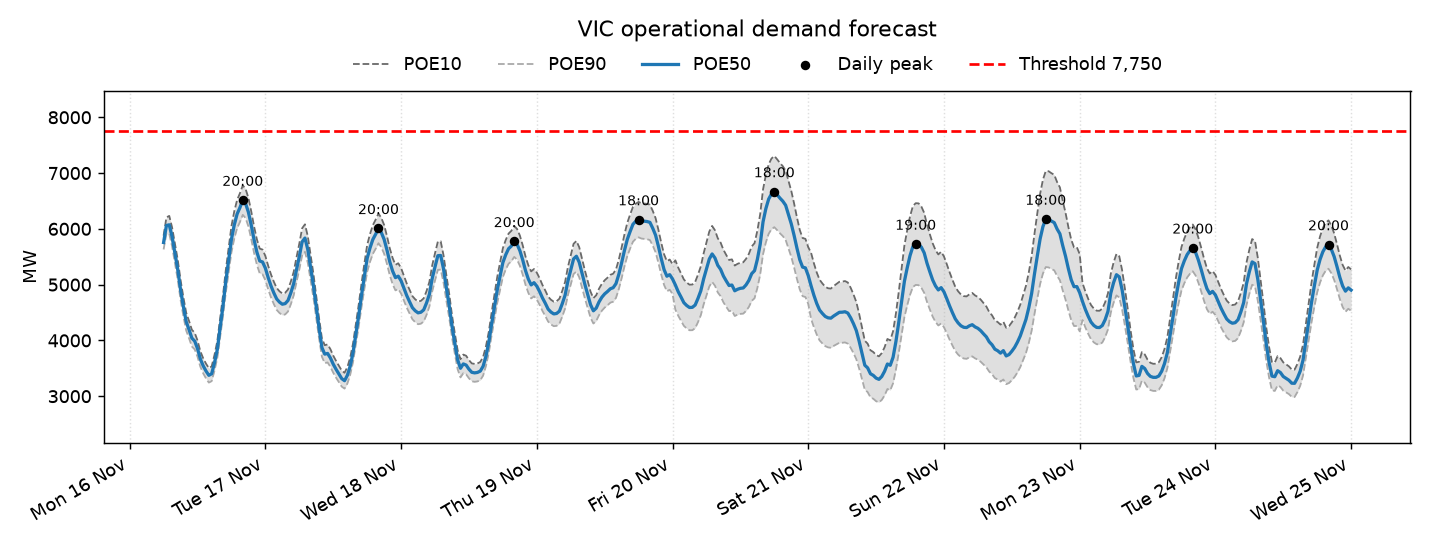 VIC operational demand forecast
POE10 POE90 POE50 Daily peak Threshold 7,750
8000
7000
6000
5000
4000
3000
MW
20:00 20:00 20:00 18:00 18:00 19:00 18:00 20:00 20:00
Mon 16 Nov Tue 17 Nov Wed 18 Nov Thu 19 Nov Fri 20 Nov Sat 21 Nov Sun 22 Nov Mon 23 Nov Tue 24 Nov Wed 25 Nov